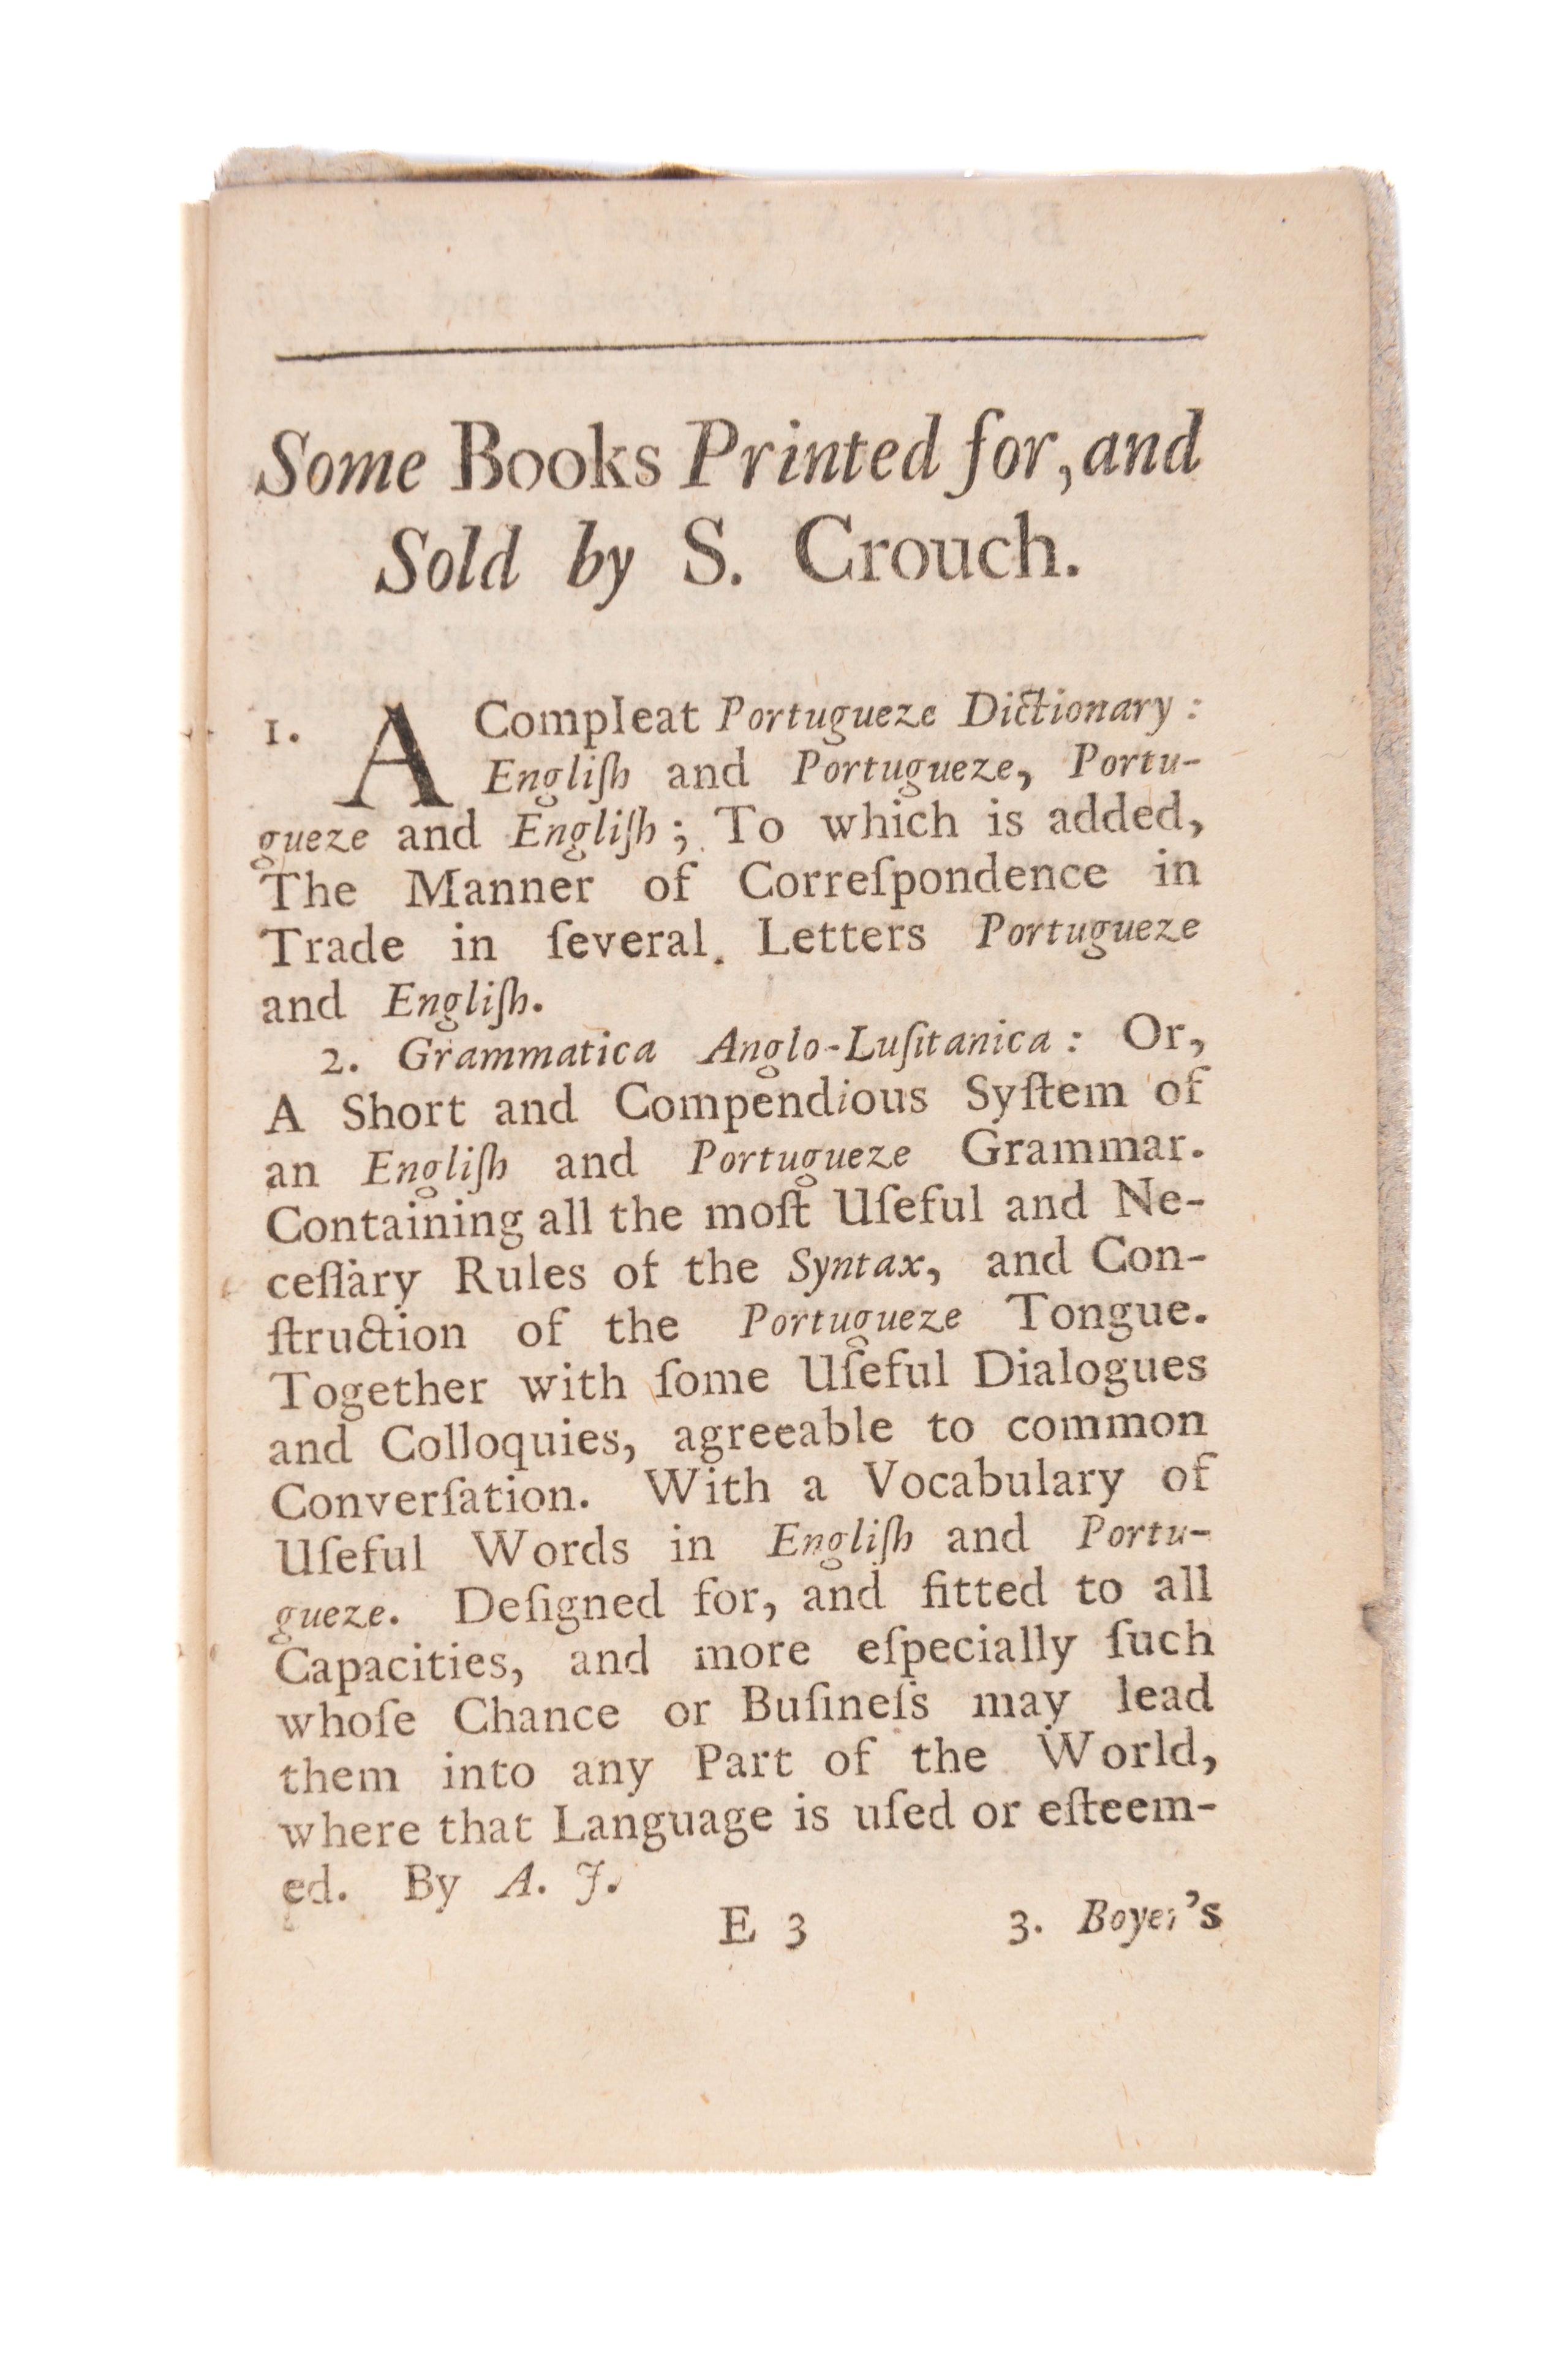 Some Books Printed for, and
Sold by S. Crouch.
1. A Compleat Portugueze Dictionary:
Engliſh and Portugueze, Portu-
gueze and Engliſh; To which is added,
The Manner of Correſpondence in
Trade in ſeveral. Letters Portugueze
and Engliſh.
2. Grammatica Anglo-Luſitanica: Or,
A Short and Compendious Syſtem of
an Engliſh and Portugueze Grammar.
Containing all the moſt Uſeful and Ne-
ceſſary Rules of the Syntax, and Con-
ſtruction of the Portugueze Tongue.
Together with ſome Uſeful Dialogues
and Colloquies, agreeable to common
Converſation. With a Vocabulary of
Uſeful Words in Engliſh and Portu-
gueze. Deſigned for, and fitted to all
Capacities, and more eſpecially ſuch
whoſe Chance or Buſineſs may lead
them into any Part of the World,
where that Language is uſed or eſteem-
ed. By A. J.
E 3 3. Boyer's